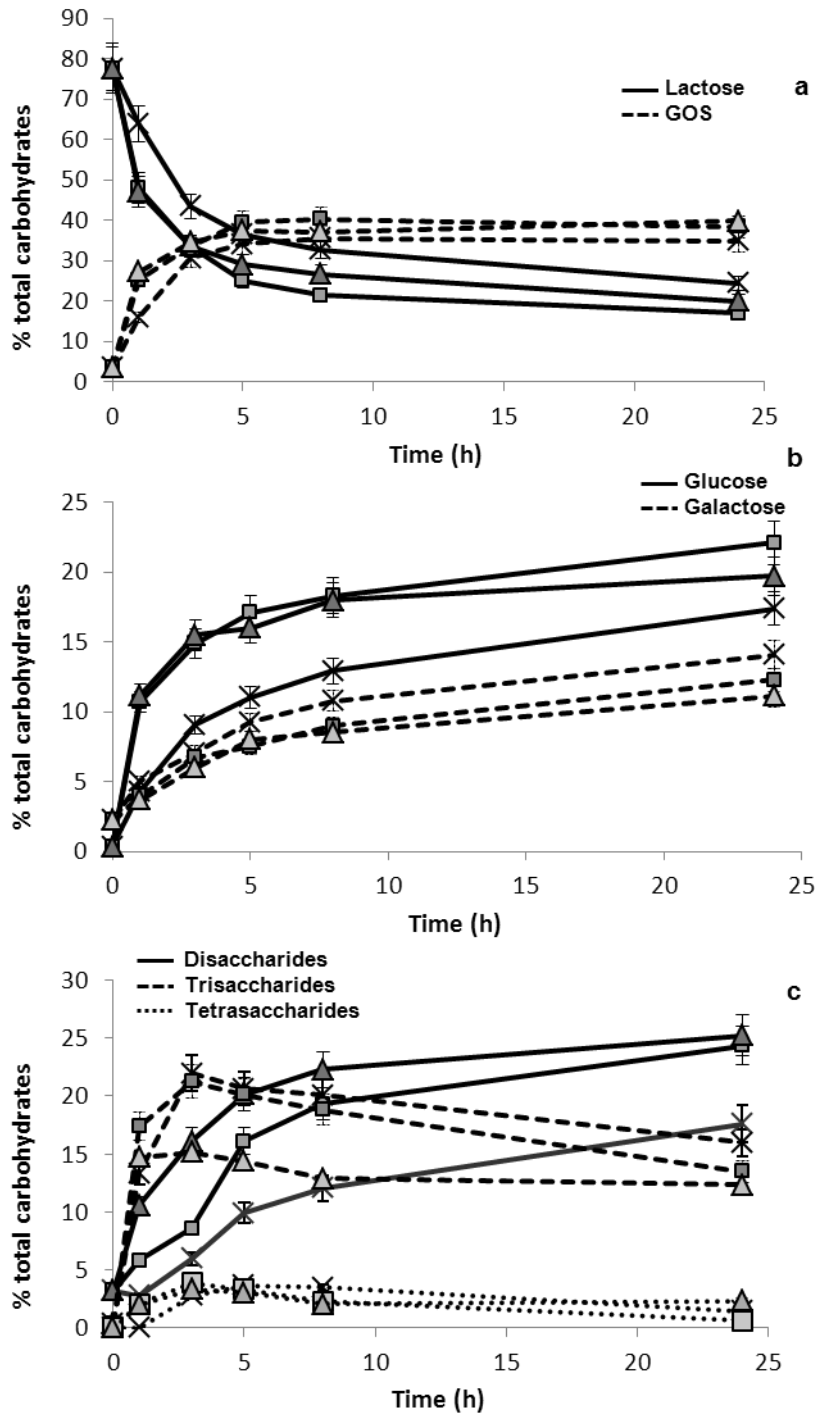 a
Lactose
GOS
% total carbohydrates
90
80
70
60
50
40
30
20
10
0
0 5 10 15 20 25
Time (h)
b
Glucose
Galactose
% total carbohydrates
25
20
15
10
5
0
0 5 10 15 20 25
Time (h)
c
Disaccharides
Trisaccharides
Tetrasaccharides
% total carbohydrates
30
25
20
15
10
5
0
0 5 10 15 20 25
Time (h)